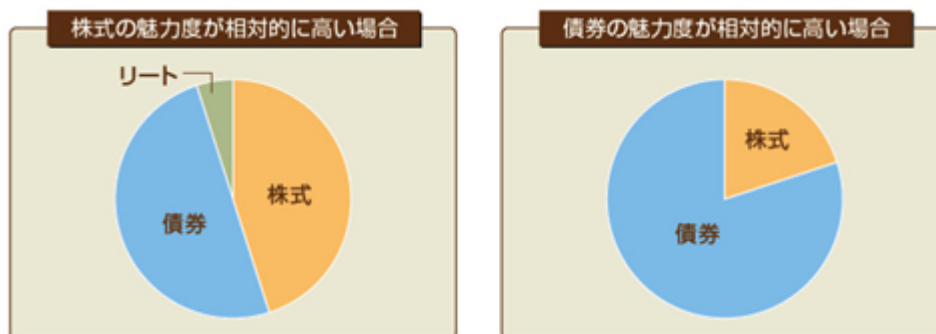 株式の魅力度が相対的に高い場合
リート
株式
債券
債券の魅力度が相対的に高い場合
株式
債券